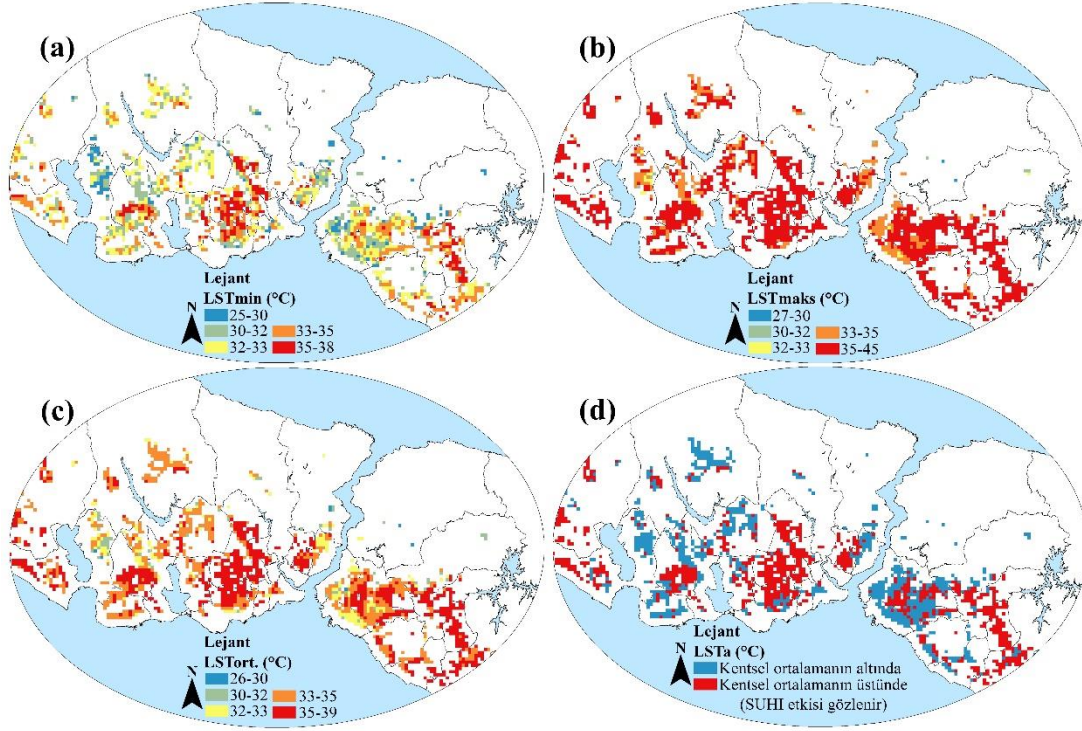 (a)
N
Lejant
LSTmin (°C)
25-30
30-32
33-35
32-33
35-38
(b)
N
Lejant
LSTmaks (°C)
27-30
30-32
33-35
32-33
35-45
(c)
N
Lejant
LSTort. (°C)
26-30
30-32
33-35
32-33
35-39
(d)
N
Lejant
LSTa (°C)
Kentsel ortalamanın altında
Kentsel ortalamanın üstünde
(SUHI etkisi gözlenir)